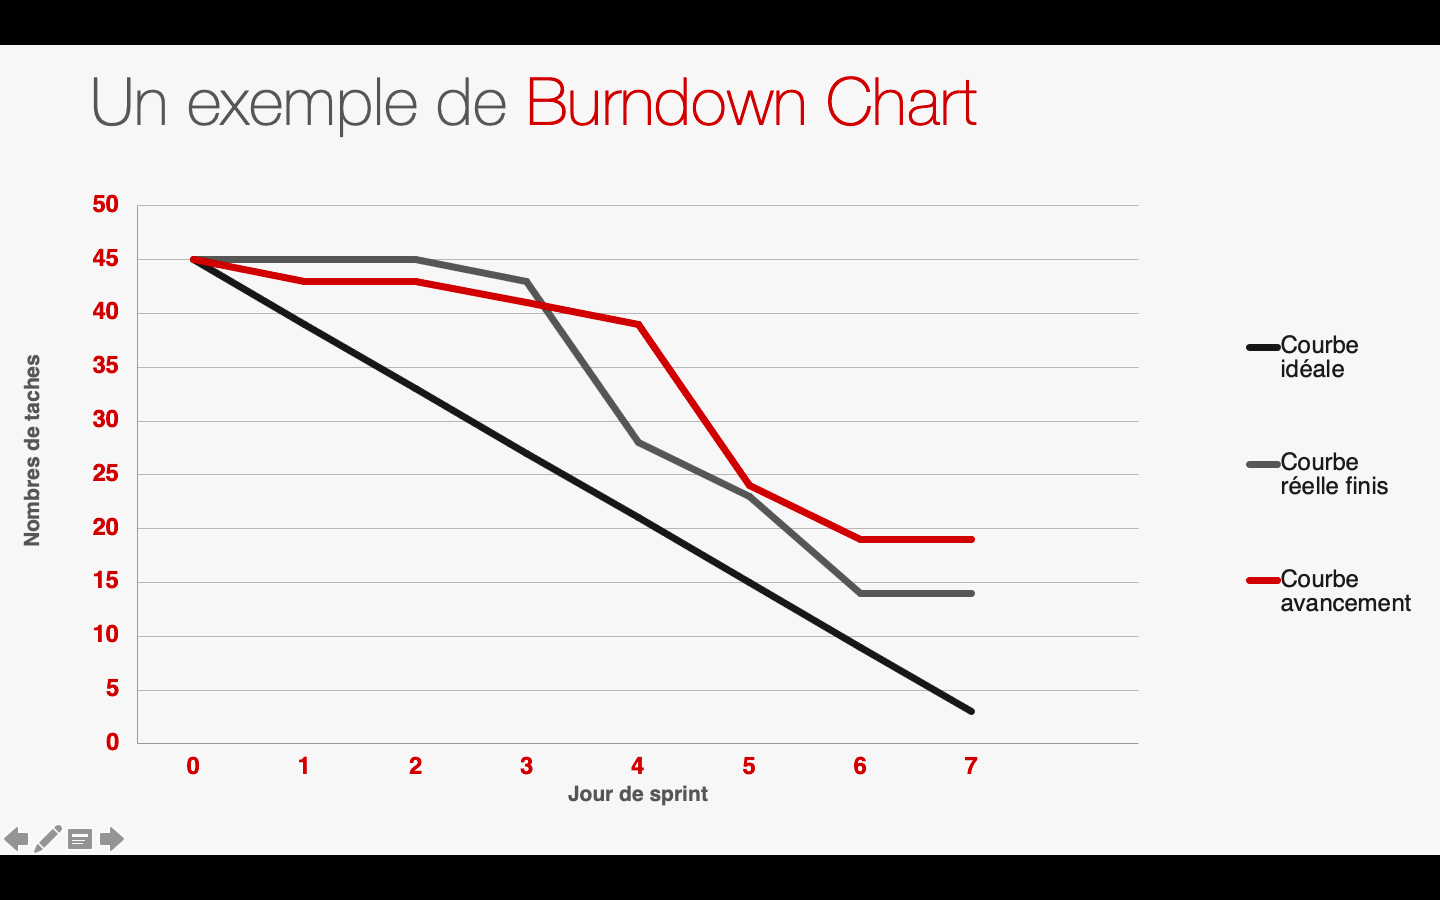 Un exemple de Burndown Chart
50
45
40
35
30
25
20
15
10
5
0
Nombres de taches
0 1 2 3 4 5 6 7
Jour de sprint
Courbe
idéale
Courbe
réelle finis
Courbe
avancement